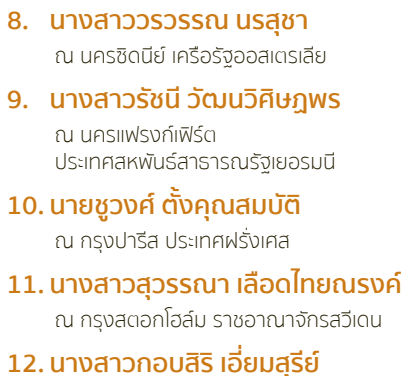 8. นางสาววรวรรณ นรสุชา
ณ นครซิดนีย์ เครือรัฐออสเตรเลีย
9. นางสาวรัชนี วัฒนวิศิษฏพร
ณ นครแฟรงก์เฟิร์ต
ประเทศสหพันธ์สาธารณรัฐเยอรมนี
10. นายชูวงศ์ ตั้งคุณสมบัติ
ณ กรุงปารีส ประเทศฝรั่งเศส
11. นางสาวสุวรรณา เลือดไทยณรงค์
ณ กรุงสตอกโฮล์ม ราชอาณาจักรสวีเดน
12. นางสาวกอบสิริ เอี่ยมสุรีย์